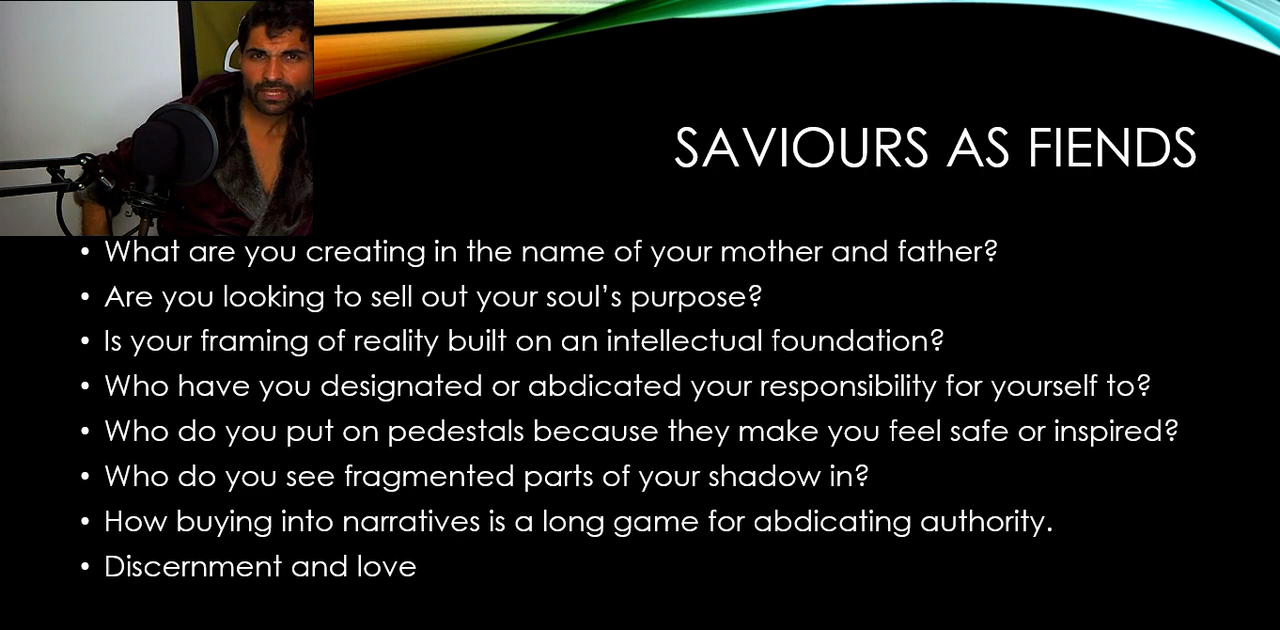 SAVIOURS AS FIENDS
• What are you creating in the name of your mother and father?
• Are you looking to sell out your soul's purpose?
• Is your framing of reality built on an intellectual foundation?
• Who have you designated or abdicated your responsibility for yourself to?
• Who do you put on pedestals because they make you feel safe or inspired?
• Who do you see fragmented parts of your shadow in?
• How buying into narratives is a long game for abdicating authority.
• Discernment and love